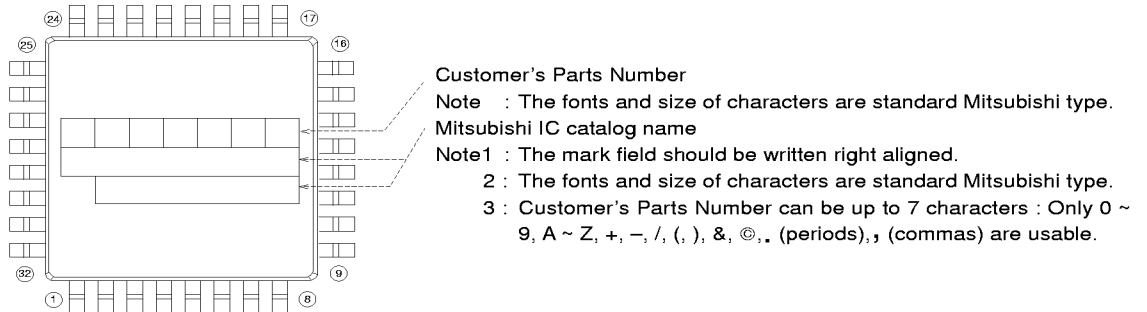 24 17
25 16
Customer's Parts Number
Note : The fonts and size of characters are standard Mitsubishi type.
Mitsubishi IC catalog name
Note1 : The mark field should be written right aligned.
2 : The fonts and size of characters are standard Mitsubishi type.
3 : Customer's Parts Number can be up to 7 characters : Only 0 ~
9, A ~ Z, +, –, /, (, ), &, ©, . (periods), , (commas) are usable.
32 9
1 8